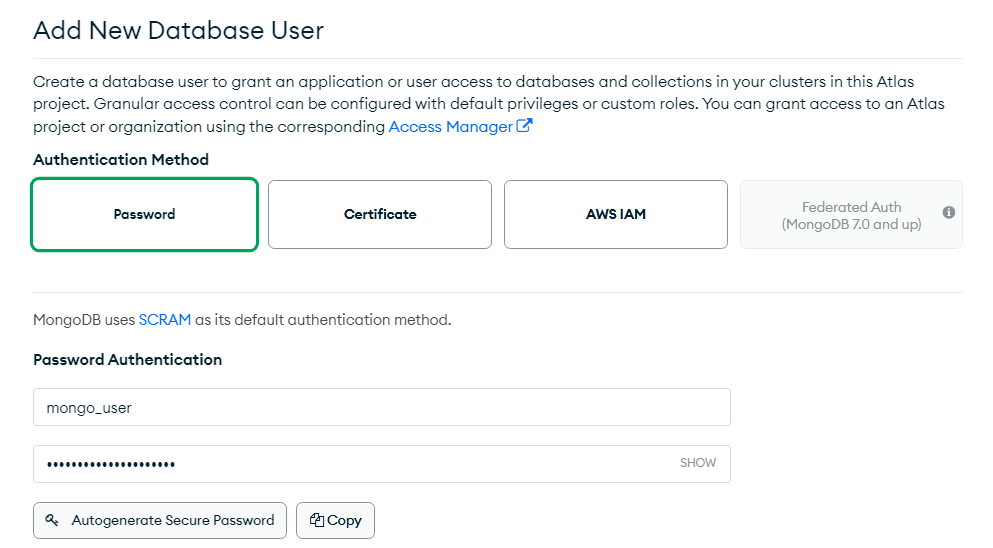 Add New Database User
Create a database user to grant an application or user access to databases and collections in your clusters in this Atlas
project. Granular access control can be configured with default privileges or custom roles. You can grant access to an Atlas
project or organization using the corresponding Access Manager
Authentication Method
Password
Certificate
AWS IAM
Federated Auth
(MongoDB 7.0 and up)
MongoDB uses SCRAM as its default authentication method.
Password Authentication
mongo_user
•••••••••••••••••••••
SHOW
Autogenerate Secure Password
Copy